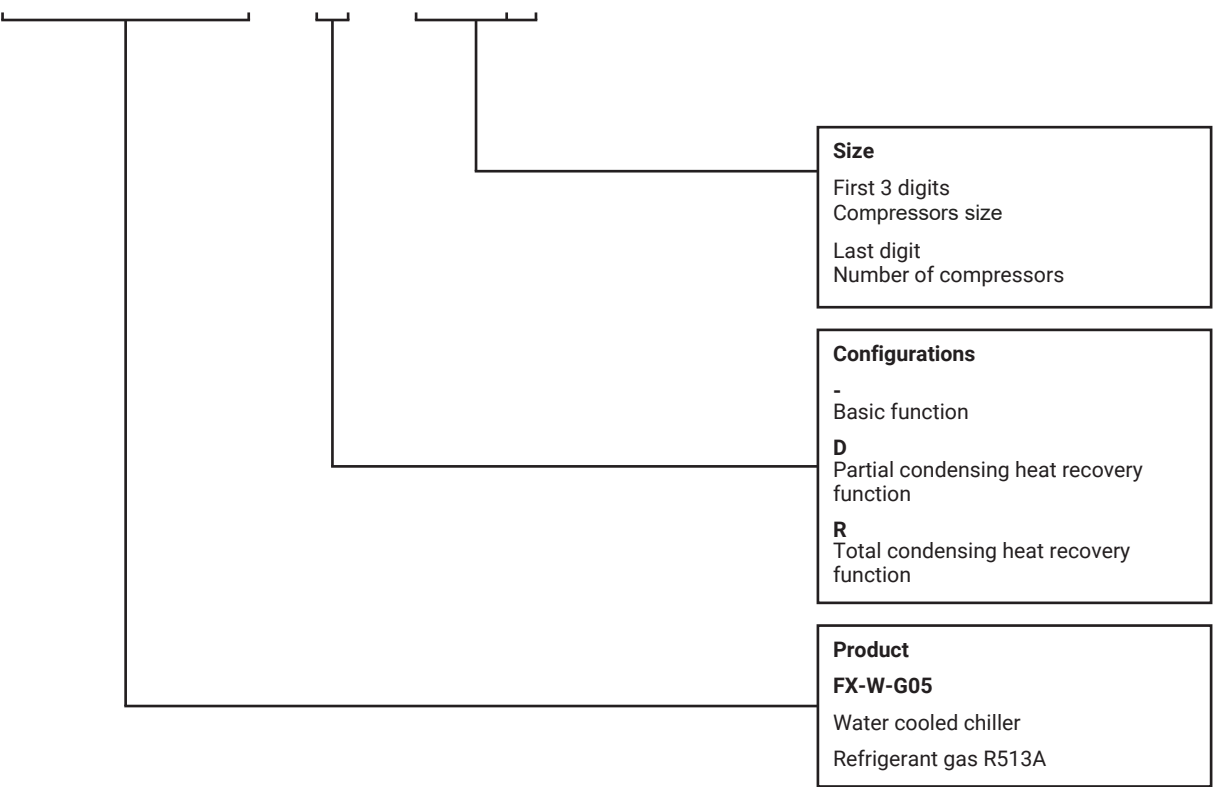 Size
First 3 digits
Compressors size
Last digit
Number of compressors
Configurations
-
Basic function
D
Partial condensing heat recovery
function
R
Total condensing heat recovery
function
Product
FX-W-G05
Water cooled chiller
Refrigerant gas R513A